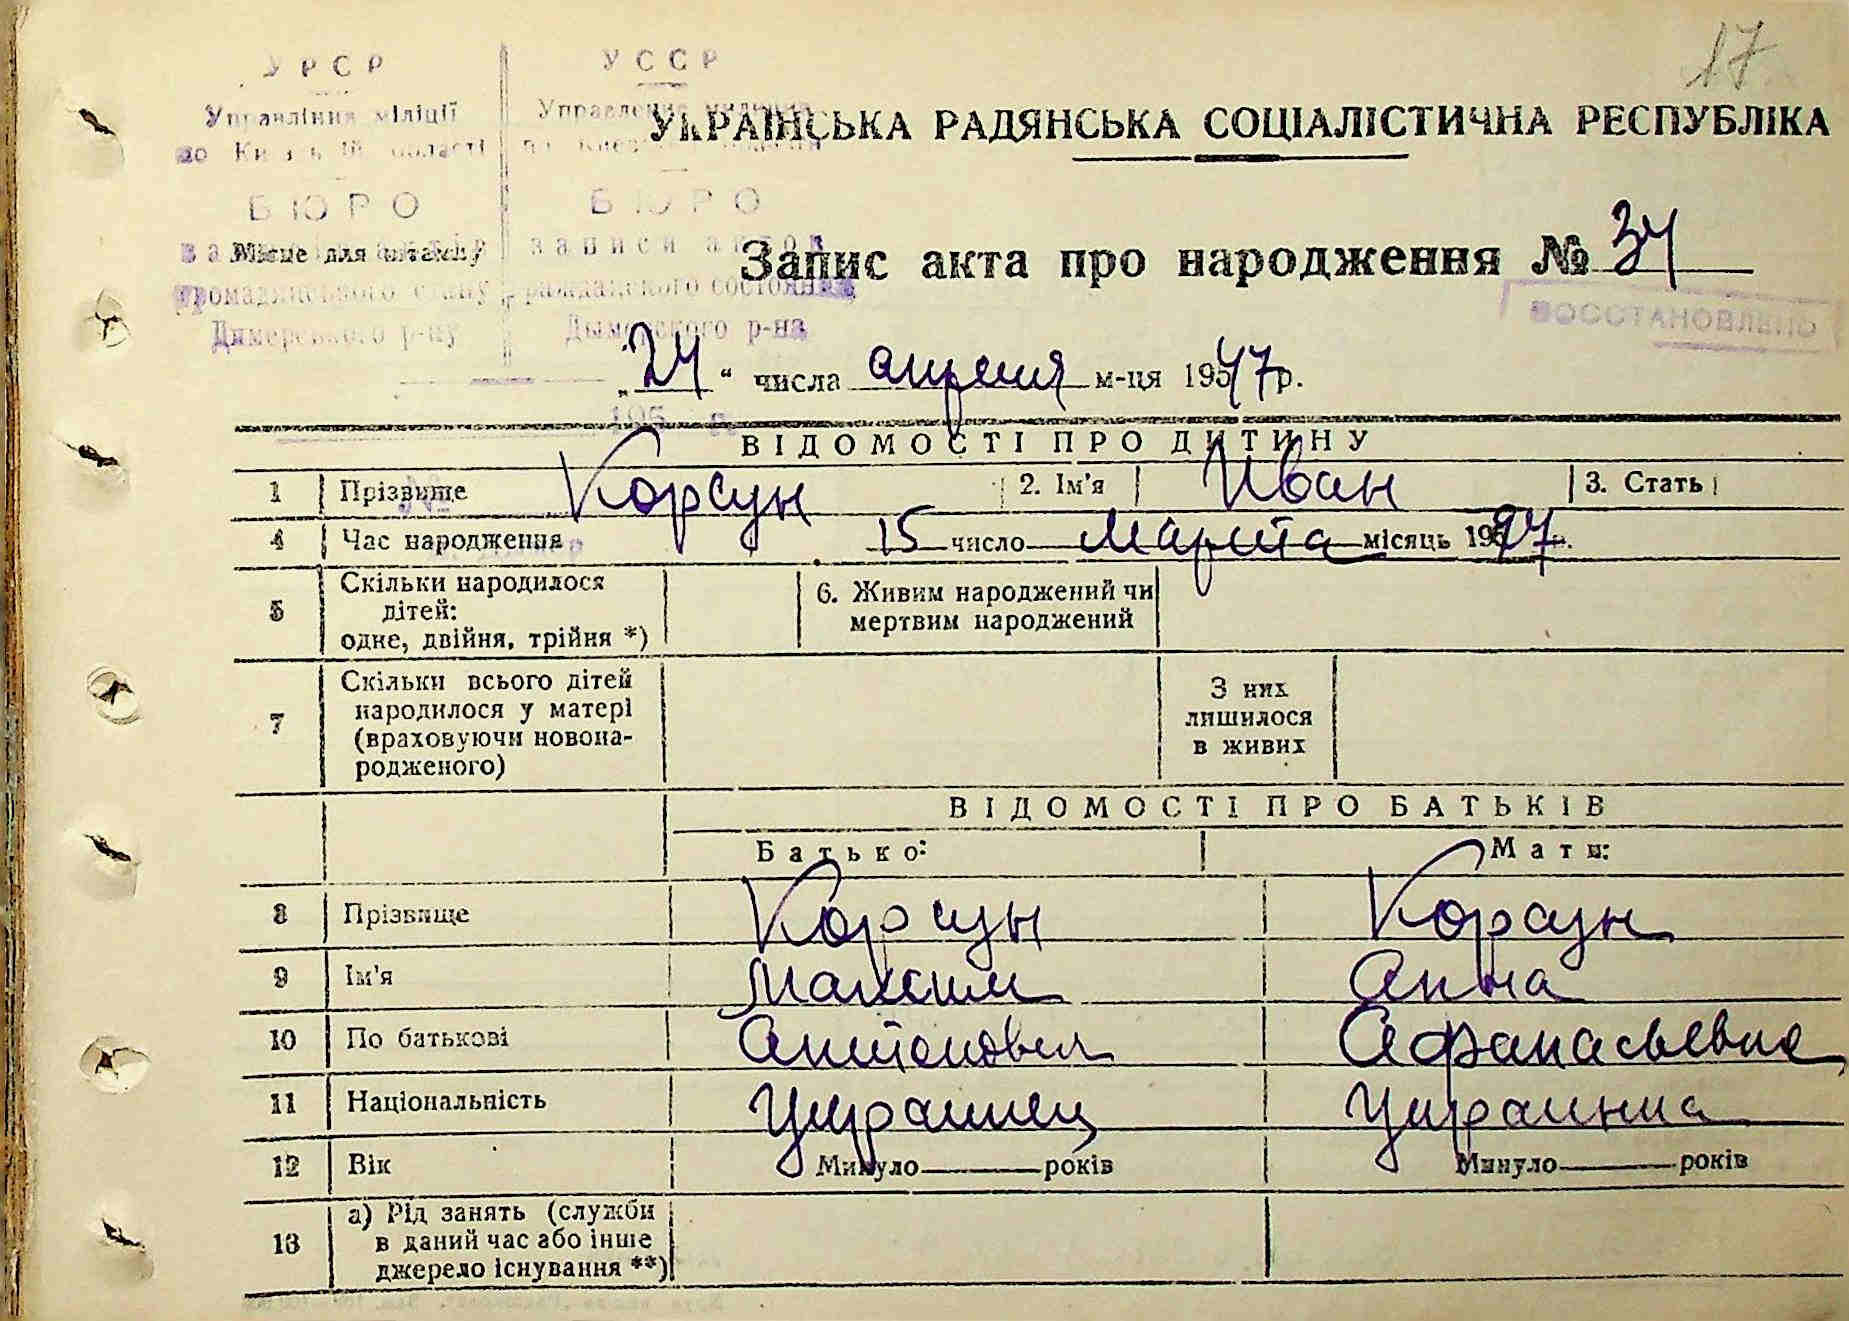 17
УРСР
Управління міліції
по Київській області
БЮРО
записів актів
громадянського стану
Димерського р-ну
УССР
Управление милиции
по Киевской области
БЮРО
записи актов
гражданского состояния
Дымерского р-на
195 г.
№
УКРАЇНСЬКА РАДЯНСЬКА СОЦІАЛІСТИЧНА РЕСПУБЛІКА
Місце для штампу
Запис акта про народження № 34
ВОССТАНОВЛЕНО
„24“ числа апреля м-ця 1947 р.
ВІДОМОСТІ ПРО ДИТИНУ
1 Прізвище Корсун 2. Ім'я Иван 3. Стать
4 Час народження 15 число Марта місяць 1927 р.
5 Скільки народилося дітей: одне, двійня, трійня *) 6. Живим народжений чи мертвим народжений
7 Скільки всього дітей народилося у матері (враховуючи новонародженого) З них лишилося в живих
ВІДОМОСТІ ПРО БАТЬКІВ
Батько: Мати:
8 Прізвище Корсун Корсун
9 Ім'я Максим Анна
10 По батькові Антонович Афанасьевна
11 Національність Украинец Украинка
12 Вік Минуло років Минуло років
13 а) Рід занять (служби в даний час або інше джерело існування **)